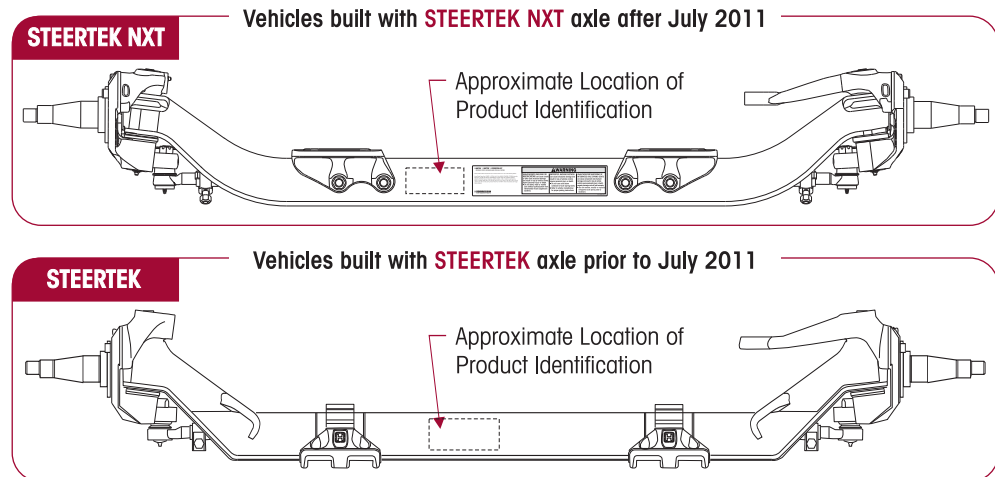 Vehicles built with STEERTEK NXT axle after July 2011
STEERTEK NXT
Approximate Location of
Product Identification
WARNING
Vehicles built with STEERTEK axle prior to July 2011
STEERTEK
Approximate Location of
Product Identification